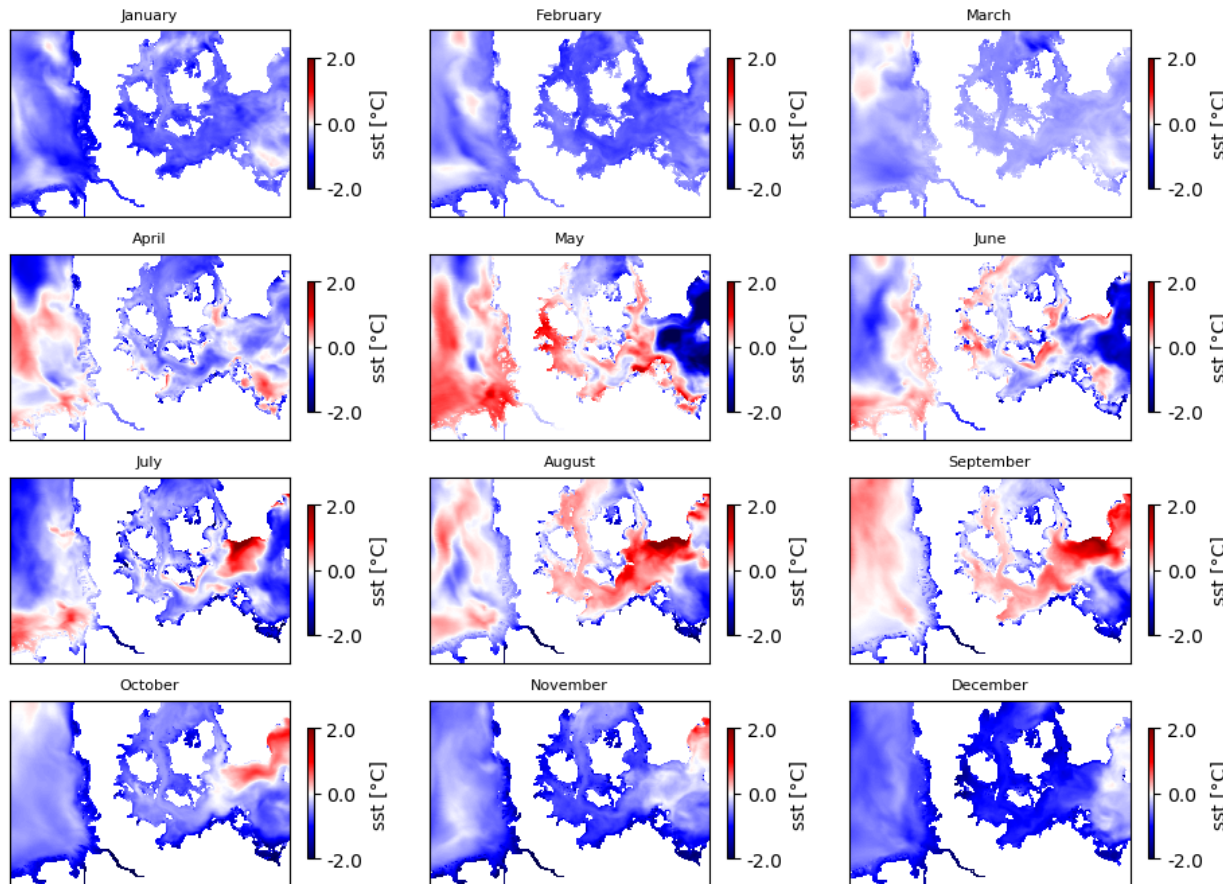 January February March
2.0 2.0 2.0
0.0 0.0 0.0
-2.0 -2.0 -2.0
sst [°C] sst [°C] sst [°C]
April May June
2.0 2.0 2.0
0.0 0.0 0.0
-2.0 -2.0 -2.0
sst [°C] sst [°C] sst [°C]
July August September
2.0 2.0 2.0
0.0 0.0 0.0
-2.0 -2.0 -2.0
sst [°C] sst [°C] sst [°C]
October November December
2.0 2.0 2.0
0.0 0.0 0.0
-2.0 -2.0 -2.0
sst [°C] sst [°C] sst [°C]